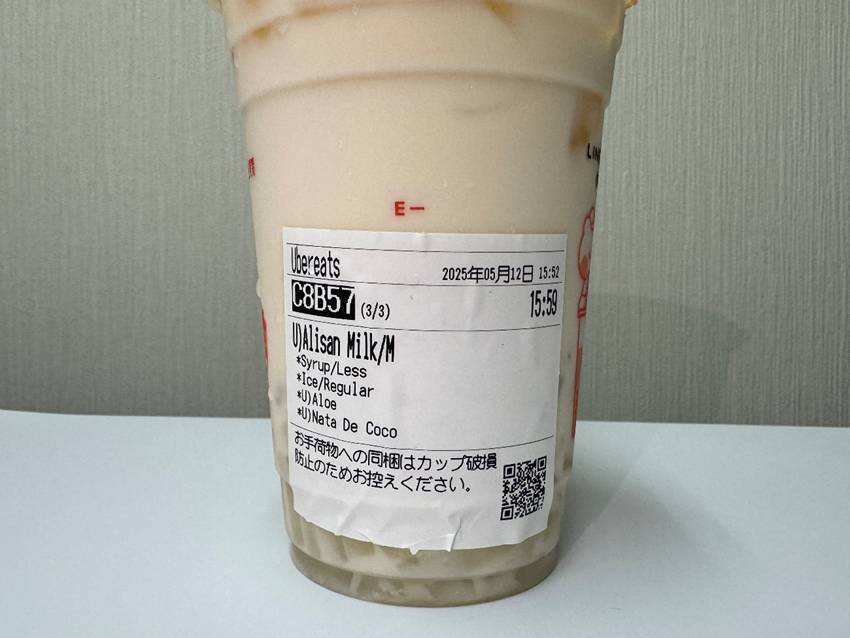 E—
Ubereats 2025年05月12日 15:52
C8B57 (3/3) 15:59
U)Alisan Milk/M
*Syrup/Less
*Ice/Regular
*U)Aloe
*U)Nata De Coco
お手荷物への同梱はカップ破損
防止のためお控えください。